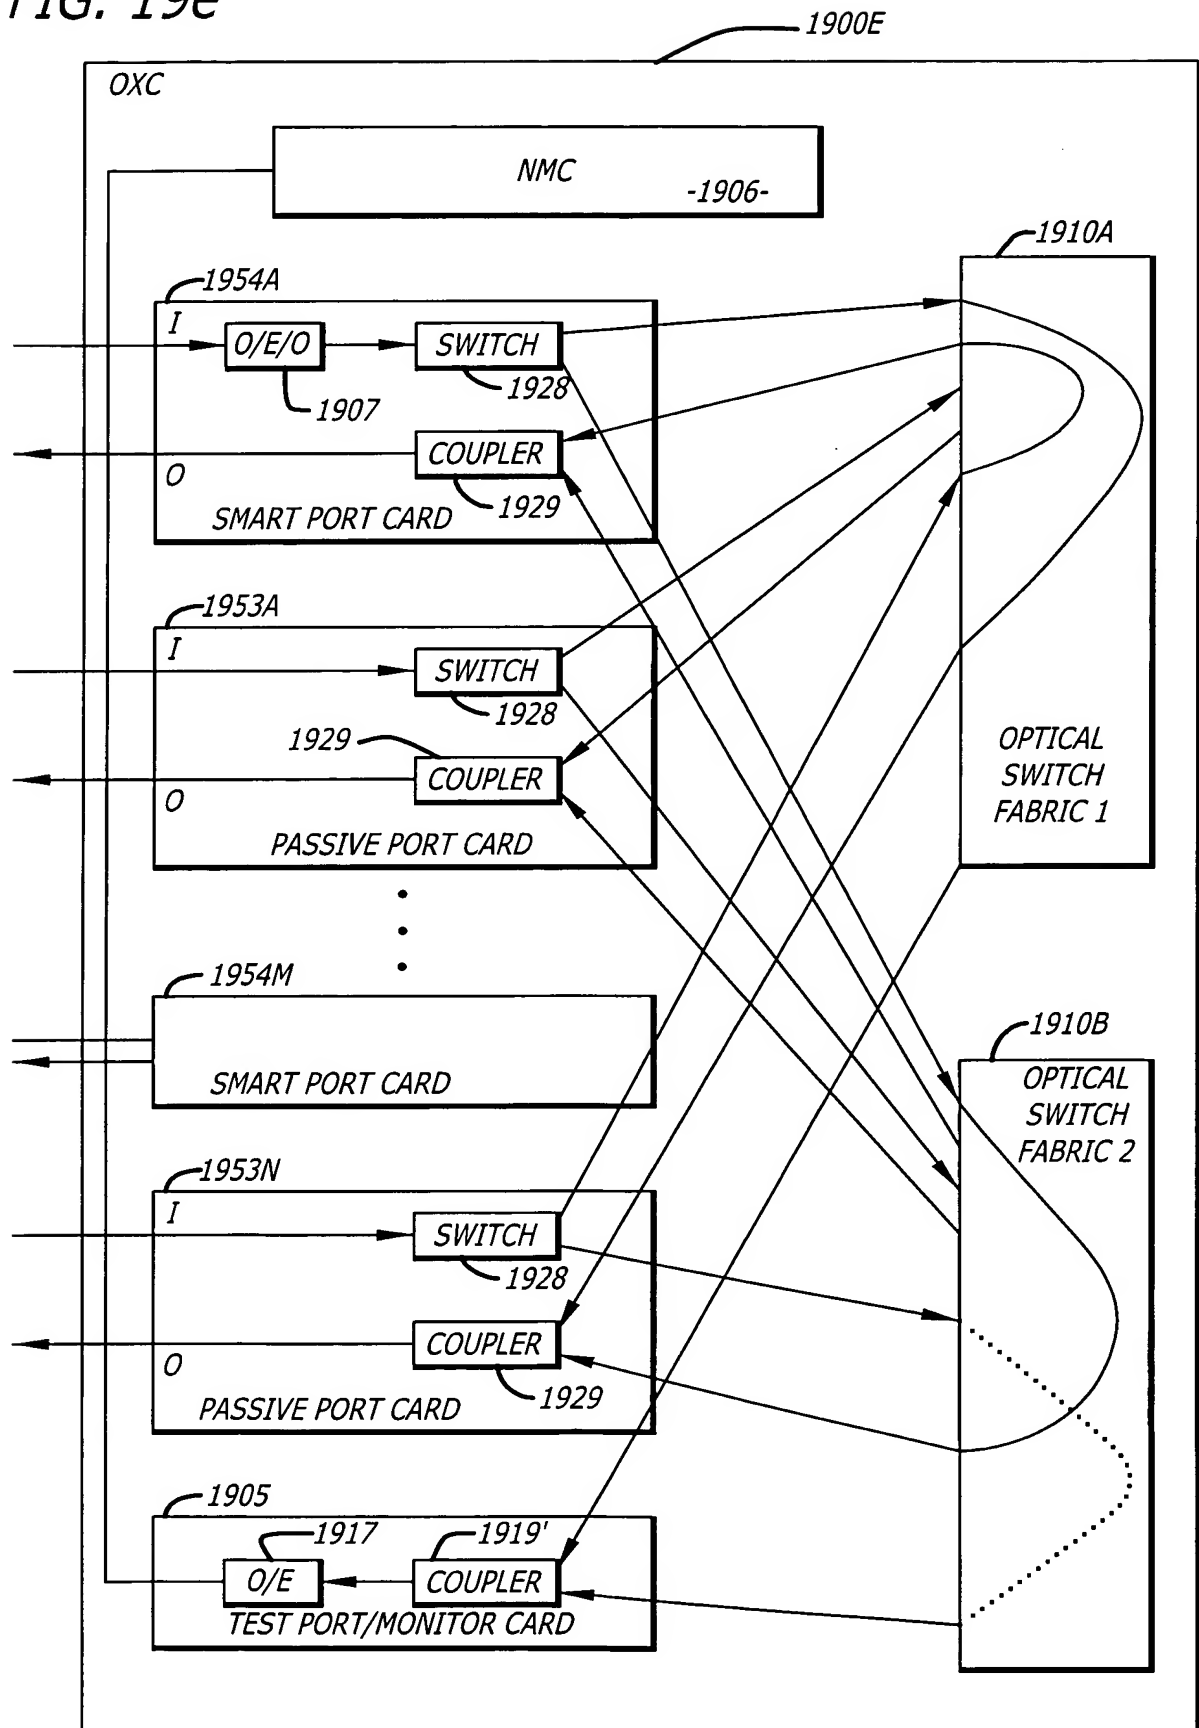 FIG. 19e
1900E
OXC
NMC
-1906-
1910A
1954A
I
O/E/O
SWITCH
1928
1907
COUPLER
O
1929
SMART PORT CARD
1953A
I
SWITCH
1928
1929
COUPLER
O
PASSIVE PORT CARD
OPTICAL
SWITCH
FABRIC 1
1954M
SMART PORT CARD
1910B
OPTICAL
SWITCH
FABRIC 2
1953N
I
SWITCH
1928
COUPLER
O
1929
PASSIVE PORT CARD
1905
1917
1919'
O/E
COUPLER
TEST PORT/MONITOR CARD